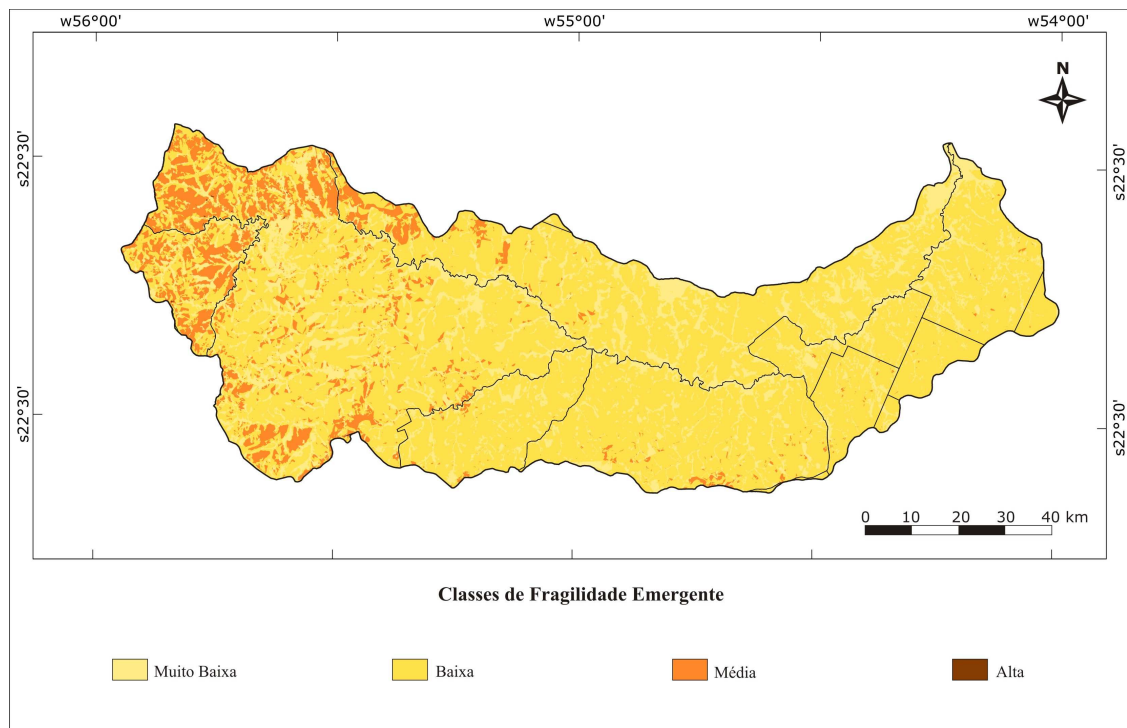 w56°00' w55°00' w54°00'
N
s22°30' s22°30'
s22°30' s22°30'
0 10 20 30 40 km
Classes de Fragilidade Emergente
Muito Baixa Baixa Média Alta